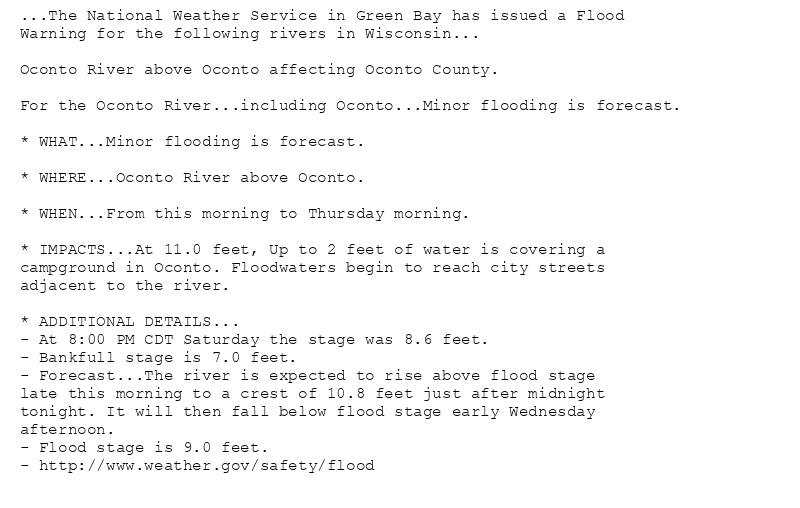 ...The National Weather Service in Green Bay has issued a Flood
Warning for the following rivers in Wisconsin...
Oconto River above Oconto affecting Oconto County.
For the Oconto River...including Oconto...Minor flooding is forecast.
* WHAT...Minor flooding is forecast.
* WHERE...Oconto River above Oconto.
* WHEN...From this morning to Thursday morning.
* IMPACTS...At 11.0 feet, Up to 2 feet of water is covering a
campground in Oconto. Floodwaters begin to reach city streets
adjacent to the river.
* ADDITIONAL DETAILS...
- At 8:00 PM CDT Saturday the stage was 8.6 feet.
- Bankfull stage is 7.0 feet.
- Forecast...The river is expected to rise above flood stage
late this morning to a crest of 10.8 feet just after midnight
tonight. It will then fall below flood stage early Wednesday
afternoon.
- Flood stage is 9.0 feet.
- http://www.weather.gov/safety/flood